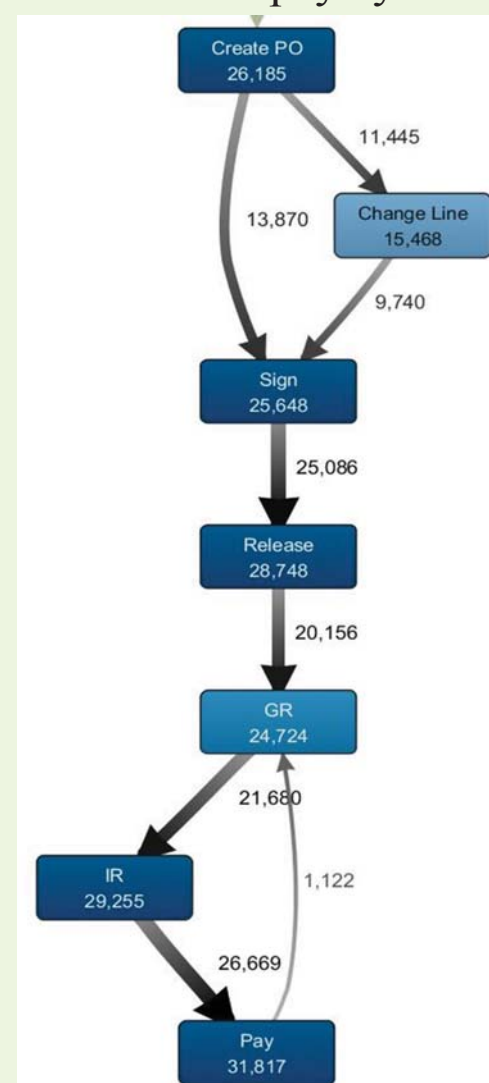 Create PO
26,185
11,445
13,870
Change Line
15,468
9,740
Sign
25,648
25,086
Release
28,748
20,156
GR
24,724
21,680
1,122
IR
29,255
26,669
Pay
31,817